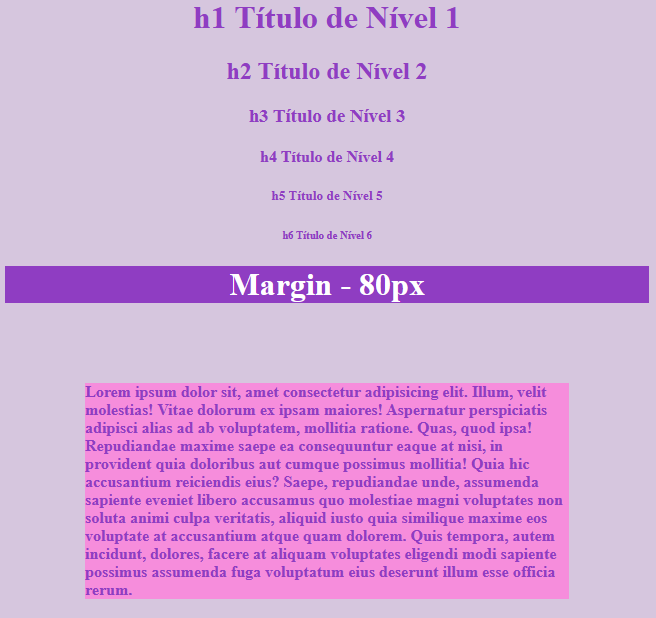 h1 Título de Nível 1
h2 Título de Nível 2
h3 Título de Nível 3
h4 Título de Nível 4
h5 Título de Nível 5
h6 Título de Nível 6
Margin - 80px
Lorem ipsum dolor sit, amet consectetur adipisicing elit. Illum, velit
molestias! Vitae dolorum ex ipsam maiores! Aspernatur perspiciatis
adipisci alias ad ab voluptatem, mollitia ratione. Quas, quod ipsa!
Repudiandae maxime saepe ea consequuntur eaque at nisi, in
provident quia doloribus aut cumque possimus mollitia! Quia hic
accusantium reiciendis eius? Saepe, repudiandae unde, assumenda
sapiente eveniet libero accusamus quo molestiae magni voluptates non
soluta animi culpa veritatis, aliquid iusto quia similique maxime eos
voluptate at accusantium atque quam dolorem. Quis tempora, autem
incidunt, dolores, facere at aliquam voluptates eligendi modi sapiente
possimus assumenda fuga voluptatum eius deserunt illum esse officia
rerum.